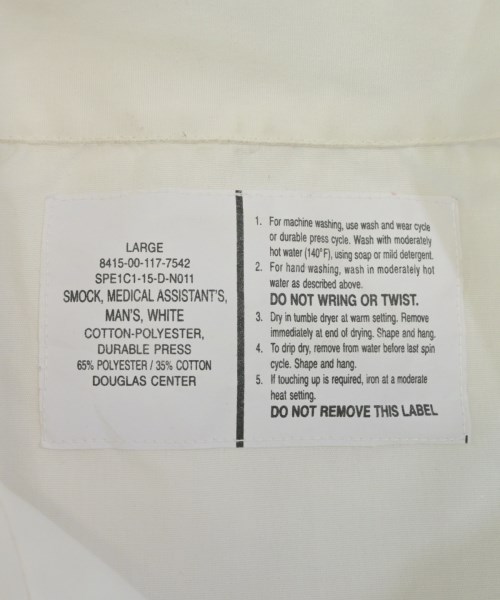 LARGE
8415-00-117-7542
SPE1C1-15-D-N011
SMOCK, MEDICAL ASSISTANT'S,
MAN'S, WHITE
COTTON-POLYESTER,
DURABLE PRESS
65% POLYESTER / 35% COTTON
DOUGLAS CENTER
1. For machine washing, use wash and wear cycle
or durable press cycle. Wash with moderately
hot water (140°F), using soap or mild detergent.
2. For hand washing, wash in moderately hot
water as described above.
DO NOT WRING OR TWIST.
3. Dry in tumble dryer at warm setting. Remove
immediately at end of drying. Shape and hang.
4. To drip dry, remove from water before last spin
cycle. Shape and hang.
5. If touching up is required, iron at a moderate
heat setting.
DO NOT REMOVE THIS LABEL